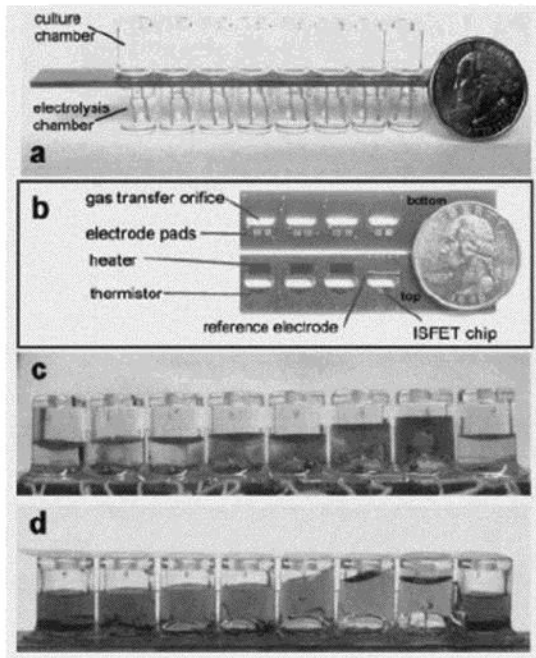 culture
chamber
electrolysis
chamber
a
b
gas transfer orifice
bottom
electrode pads
heater
thermistor
top
reference electrode
ISFET chip
c
d